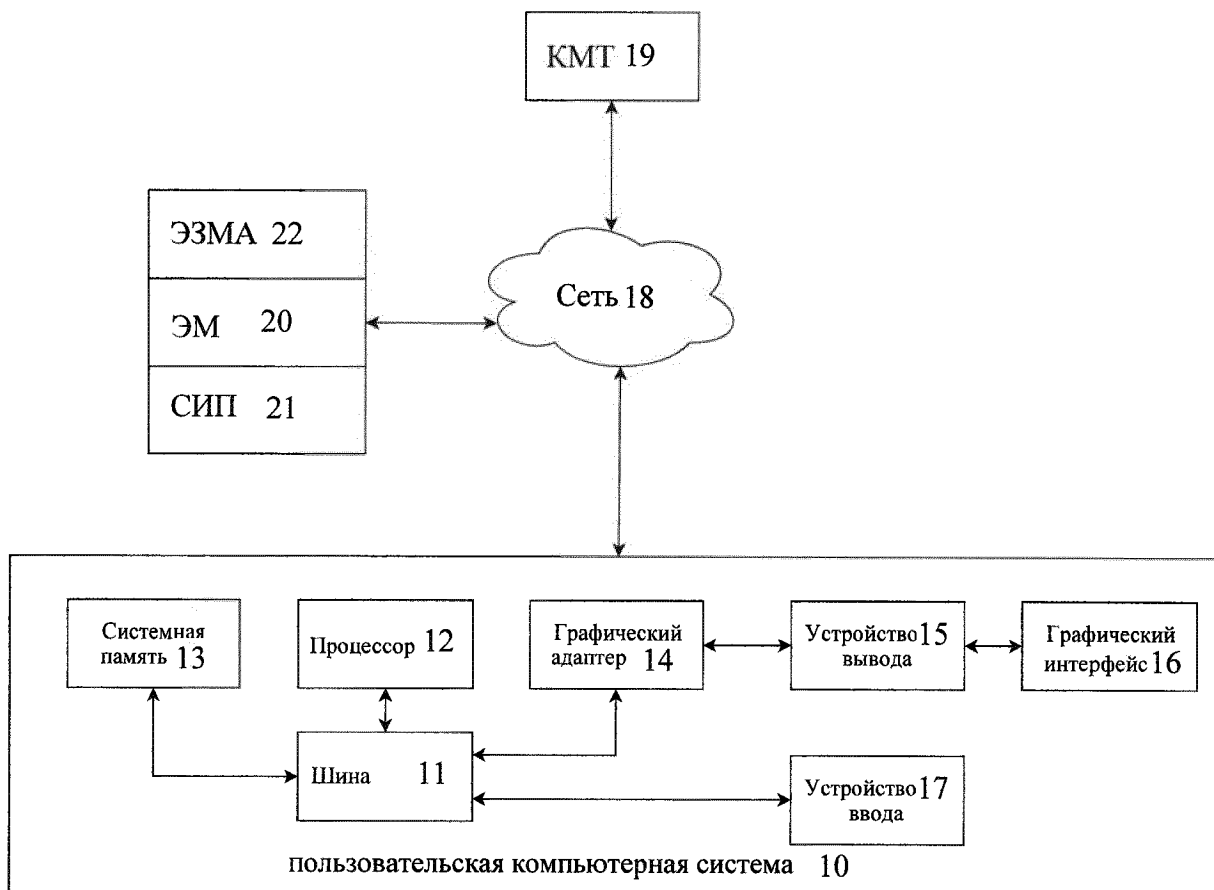 КМТ 19
ЭЗМА 22
ЭМ 20
СИП 21
Сеть 18
Системная
память 13
Процессор 12
Графический
адаптер 14
Устройство 15
вывода
Графический
интерфейс 16
Шина 11
Устройство 17
ввода
пользовательская компьютерная система 10